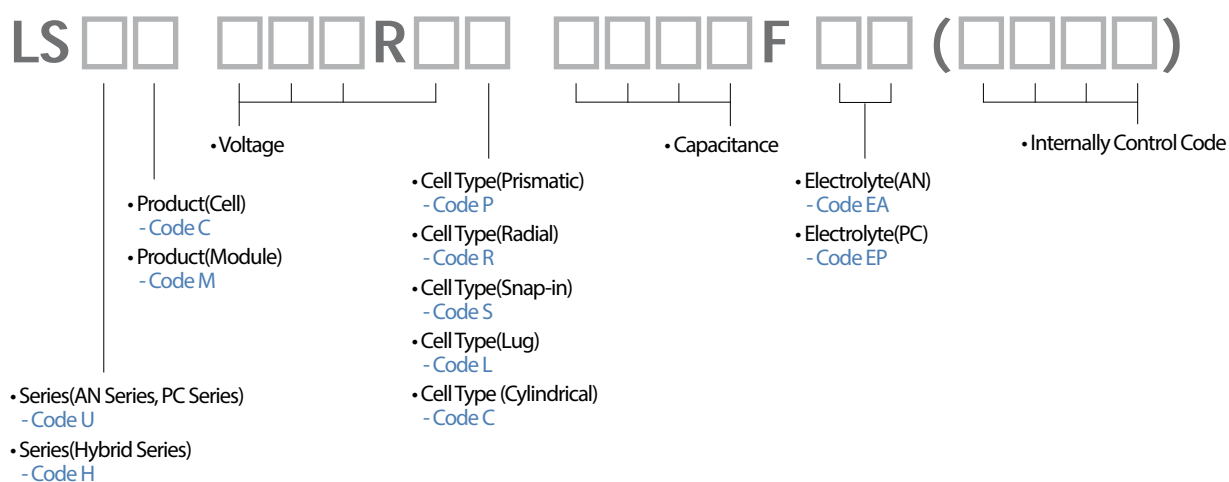 LS□□ □□□R□□ □□□□F □□ (□□□□)
• Voltage
• Capacitance
• Internally Control Code
• Product(Cell)
- Code C
• Product(Module)
- Code M
• Cell Type(Prismatic)
- Code P
• Cell Type(Radial)
- Code R
• Cell Type(Snap-in)
- Code S
• Cell Type(Lug)
- Code L
• Cell Type (Cylindrical)
- Code C
• Electrolyte(AN)
- Code EA
• Electrolyte(PC)
- Code EP
• Series(AN Series, PC Series)
- Code U
• Series(Hybrid Series)
- Code H